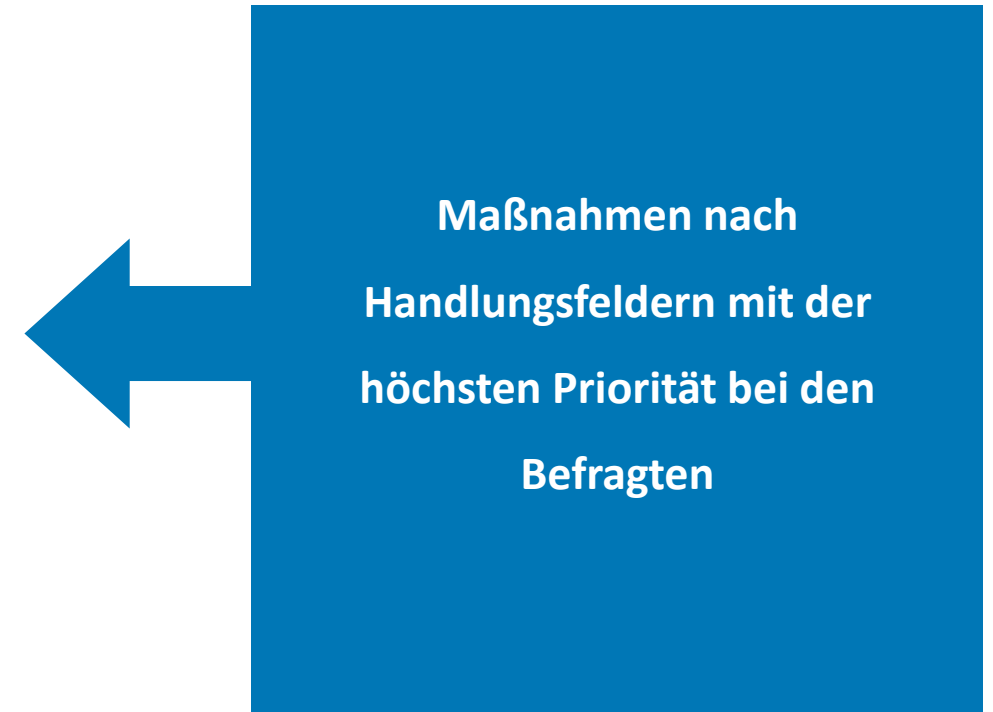 Maßnahmen nach
Handlungsfeldern mit der
höchsten Priorität bei den
Befragten